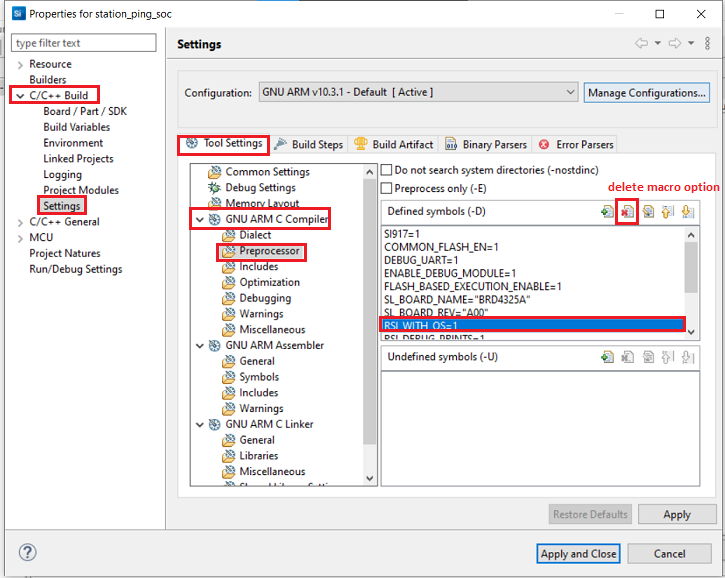 Si Properties for station_ping_soc
type filter text
Resource
Builders
C/C++ Build
Board / Part / SDK
Build Variables
Environment
Linked Projects
Logging
Project Modules
Settings
C/C++ General
MCU
Project Natures
Run/Debug Settings
Settings
Configuration: GNU ARM v10.3.1 - Default [ Active ] Manage Configurations...
Tool Settings Build Steps Build Artifact Binary Parsers Error Parsers
Common Settings
Debug Settings
Memory Layout
GNU ARM C Compiler
Dialect
Preprocessor
Includes
Optimization
Debugging
Warnings
Miscellaneous
GNU ARM Assembler
General
Symbols
Includes
Warnings
GNU ARM C Linker
General
Libraries
Miscellaneous
Do not search system directories (-nostdinc)
Preprocess only (-E)
delete macro option
Defined symbols (-D)
SI917=1
COMMON_FLASH_EN=1
DEBUG_UART=1
ENABLE_DEBUG_MODULE=1
FLASH_BASED_EXECUTION_ENABLE=1
SL_BOARD_NAME="BRD4325A"
SL_BOARD_REV="A00"
RSI_WITH_OS=1
RSI_DEBUG_PRINTS=1
Undefined symbols (-U)
Restore Defaults Apply
? Apply and Close Cancel